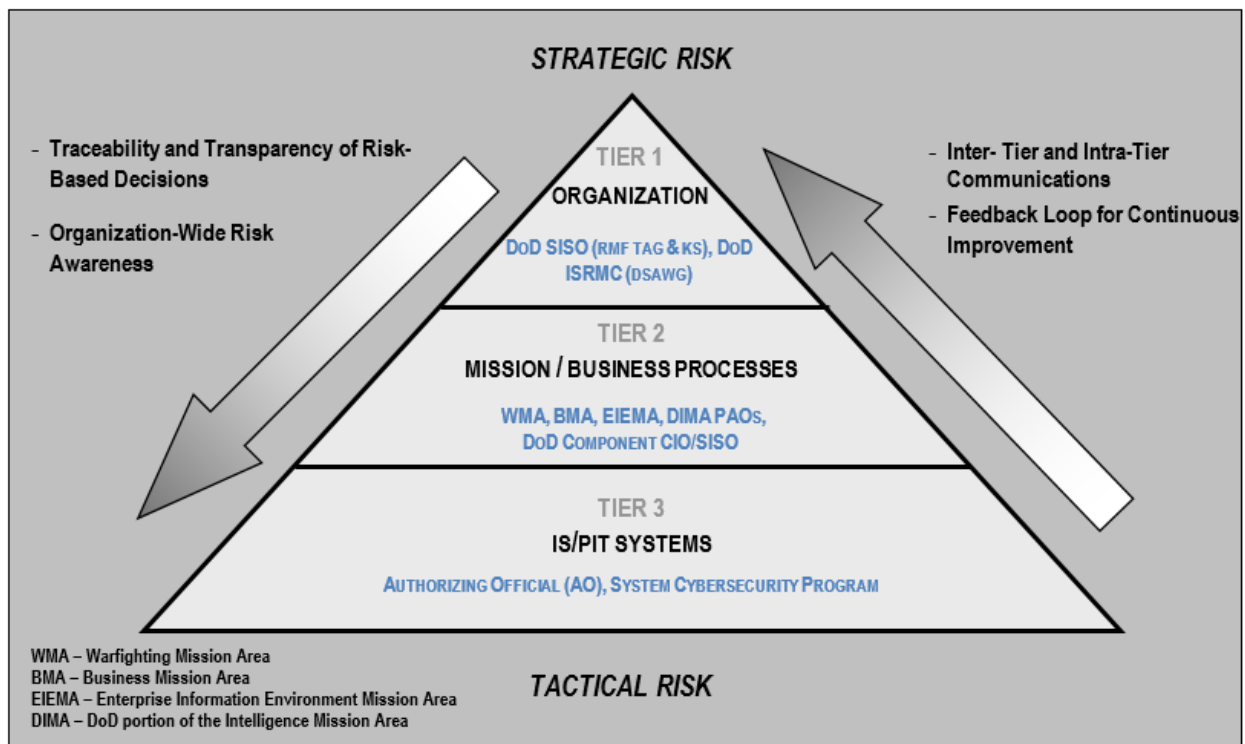 STRATEGIC RISK
- Traceability and Transparency of Risk-
Based Decisions
- Organization-Wide Risk
Awareness
- Inter- Tier and Intra-Tier
Communications
- Feedback Loop for Continuous
Improvement
TIER 1
ORGANIZATION
DoD SISO (RMF TAG & KS), DoD
ISRMC (DSAWG)
TIER 2
MISSION / BUSINESS PROCESSES
WMA, BMA, EIEMA, DIMA PAOs,
DoD Component CIO/SISO
TIER 3
IS/PIT SYSTEMS
Authorizing Official (AO), System Cybersecurity Program
WMA – Warfighting Mission Area
BMA – Business Mission Area
EIEMA – Enterprise Information Environment Mission Area
DIMA – DoD portion of the Intelligence Mission Area
TACTICAL RISK